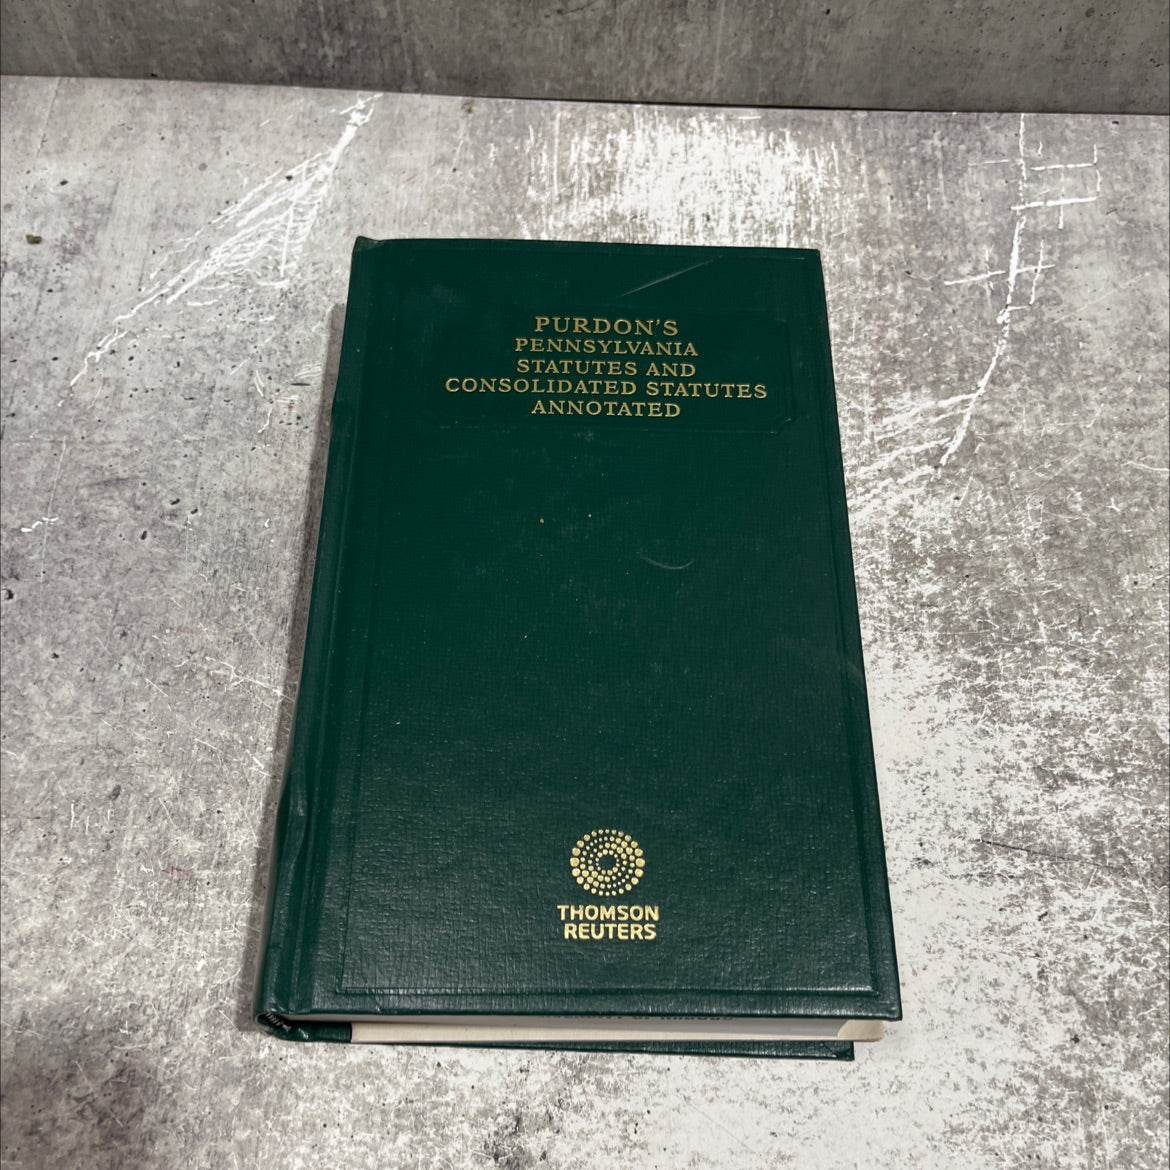 PURDON'S
PENNSYLVANIA
STATUTES AND
CONSOLIDATED STATUTES
ANNOTATED
THOMSON
REUTERS